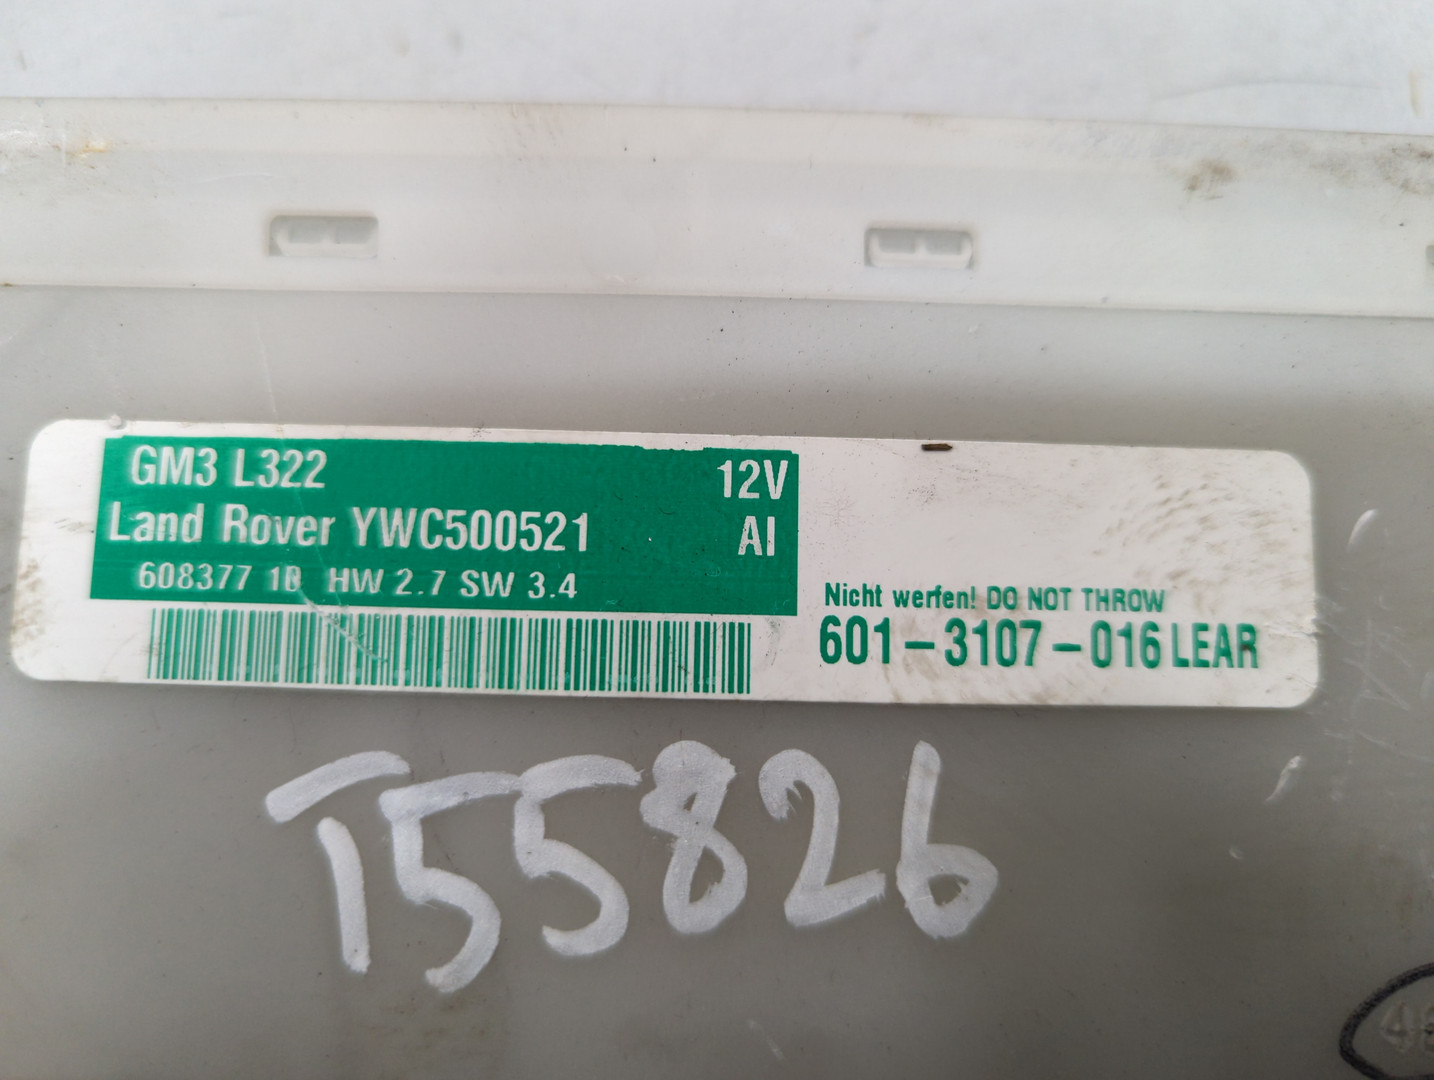 GM3 L322 12V
Land Rover YWC500521 AI
608377 10 HW 2.7 SW 3.4
Nicht werfen! DO NOT THROW
601-3107-016 LEAR
T55826